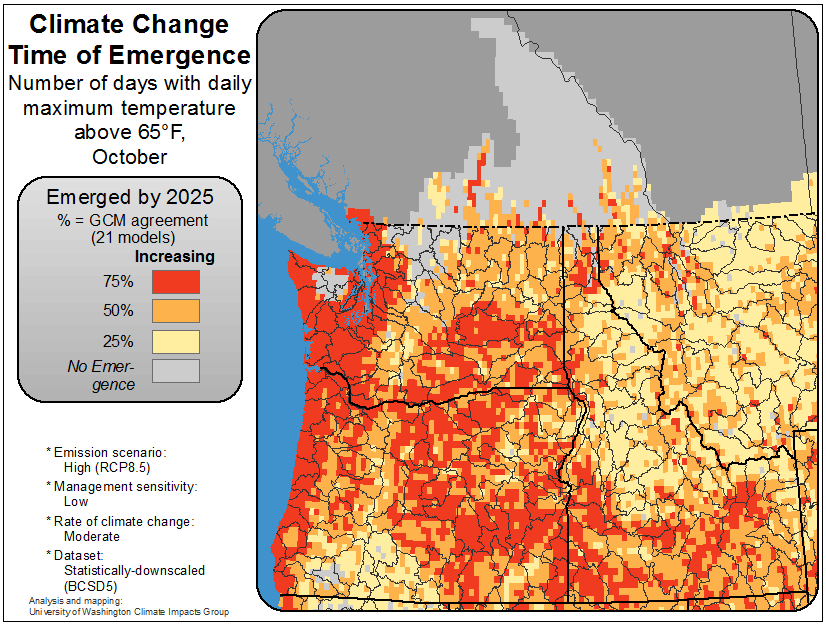 Climate Change
Time of Emergence
Number of days with daily
maximum temperature
above 65°F,
October
Emerged by 2025
% = GCM agreement
(21 models)
Increasing
75%
50%
25%
No Emer-
gence
* Emission scenario:
High (RCP8.5)
* Management sensitivity:
Low
* Rate of climate change:
Moderate
* Dataset:
Statistically-downscaled
(BCSD5)
Analysis and mapping:
University of Washington Climate Impacts Group